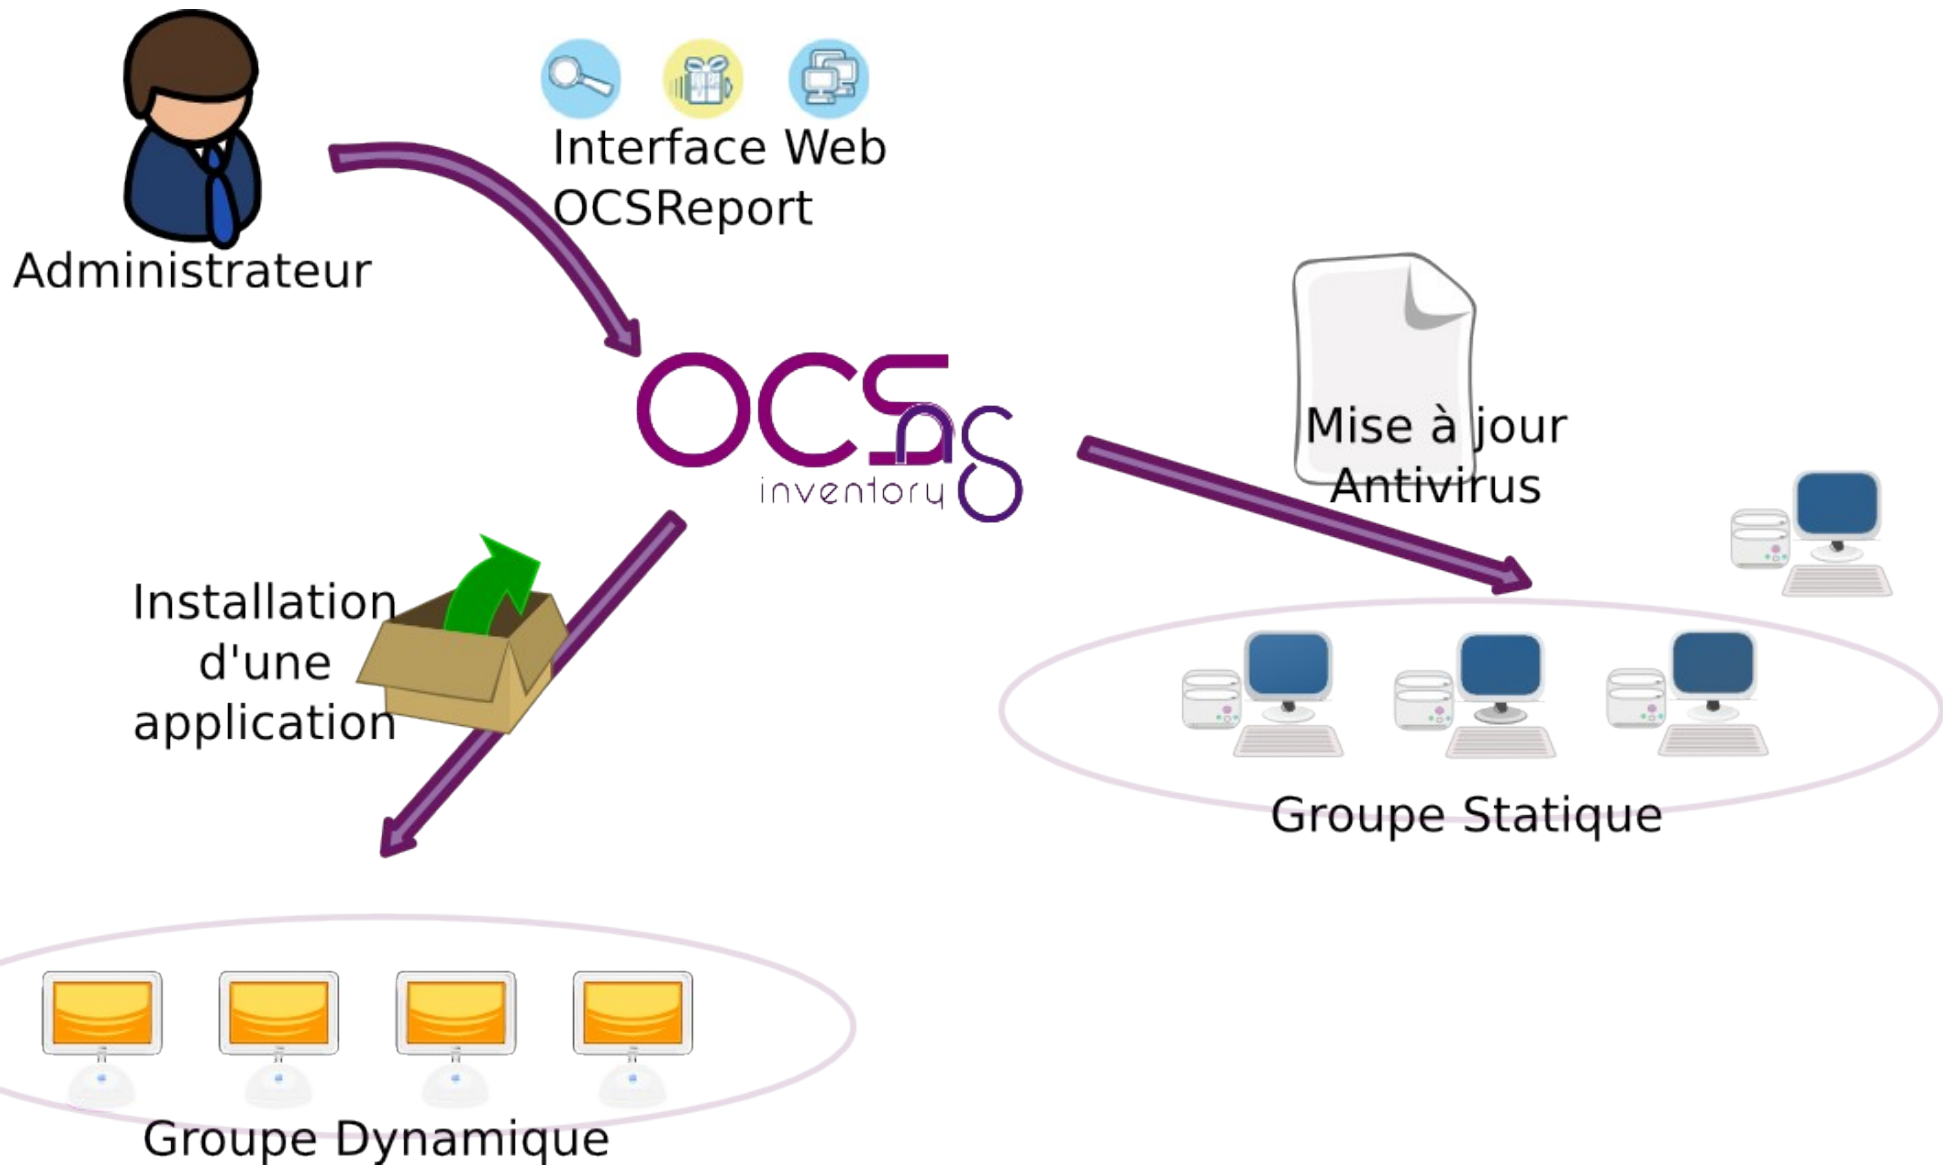 Interface Web
OCSReport
Administrateur
OCS
ng
inventory
Mise à jour
Antivirus
Installation
d'une
application
Groupe Statique
Groupe Dynamique